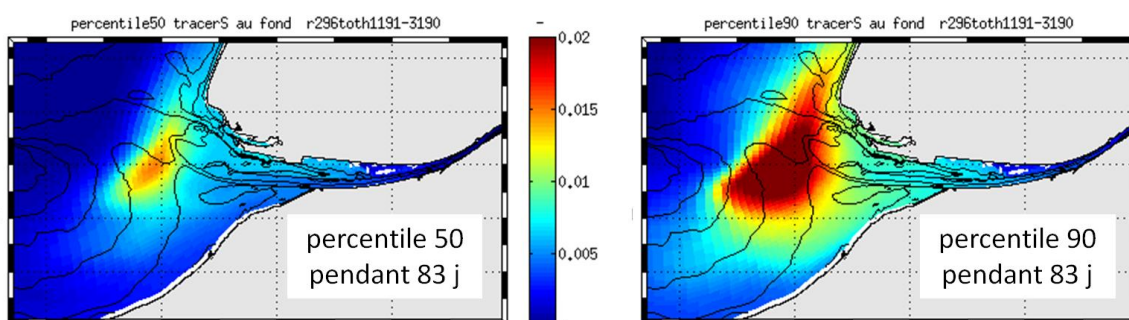 percentile50 tracerS au fond r296toth1191-3190
-
0.02
0.015
0.01
0.005
percentile 50
pendant 83 j
percentile90 tracerS au fond r296toth1191-3190
percentile 90
pendant 83 j